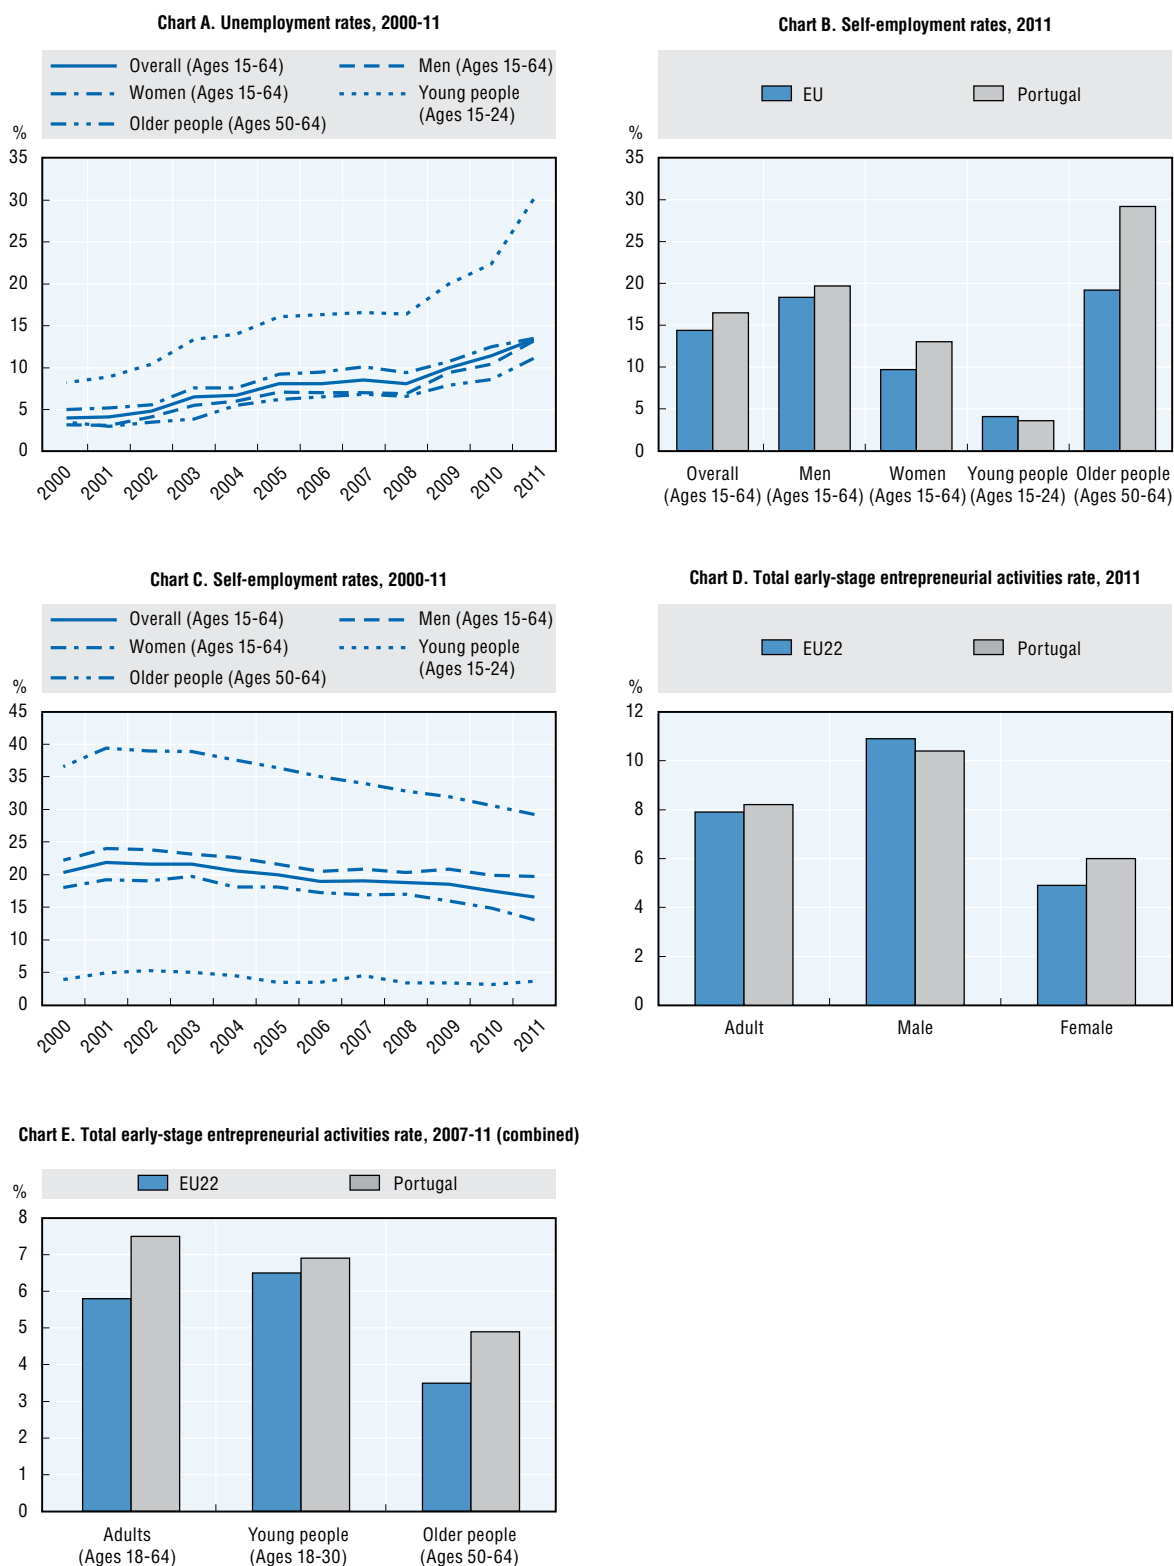 Chart A. Unemployment rates, 2000-11
Overall (Ages 15-64)
Men (Ages 15-64)
Women (Ages 15-64)
Young people
(Ages 15-24)
Older people (Ages 50-64)
%
35
30
25
20
15
10
5
0
2000
2001
2002
2003
2004
2005
2006
2007
2008
2009
2010
2011
Chart B. Self-employment rates, 2011
EU
Portugal
%
35
30
25
20
15
10
5
0
Overall
(Ages 15-64)
Men
(Ages 15-64)
Women
(Ages 15-64)
Young people
(Ages 15-24)
Older people
(Ages 50-64)
Chart C. Self-employment rates, 2000-11
Overall (Ages 15-64)
Men (Ages 15-64)
Women (Ages 15-64)
Young people
(Ages 15-24)
Older people (Ages 50-64)
%
45
40
35
30
25
20
15
10
5
0
2000
2001
2002
2003
2004
2005
2006
2007
2008
2009
2010
2011
Chart D. Total early-stage entrepreneurial activities rate, 2011
EU22
Portugal
%
12
10
8
6
4
2
0
Adult
Male
Female
Chart E. Total early-stage entrepreneurial activities rate, 2007-11 (combined)
EU22
Portugal
%
8
7
6
5
4
3
2
1
0
Adults
(Ages 18-64)
Young people
(Ages 18-30)
Older people
(Ages 50-64)